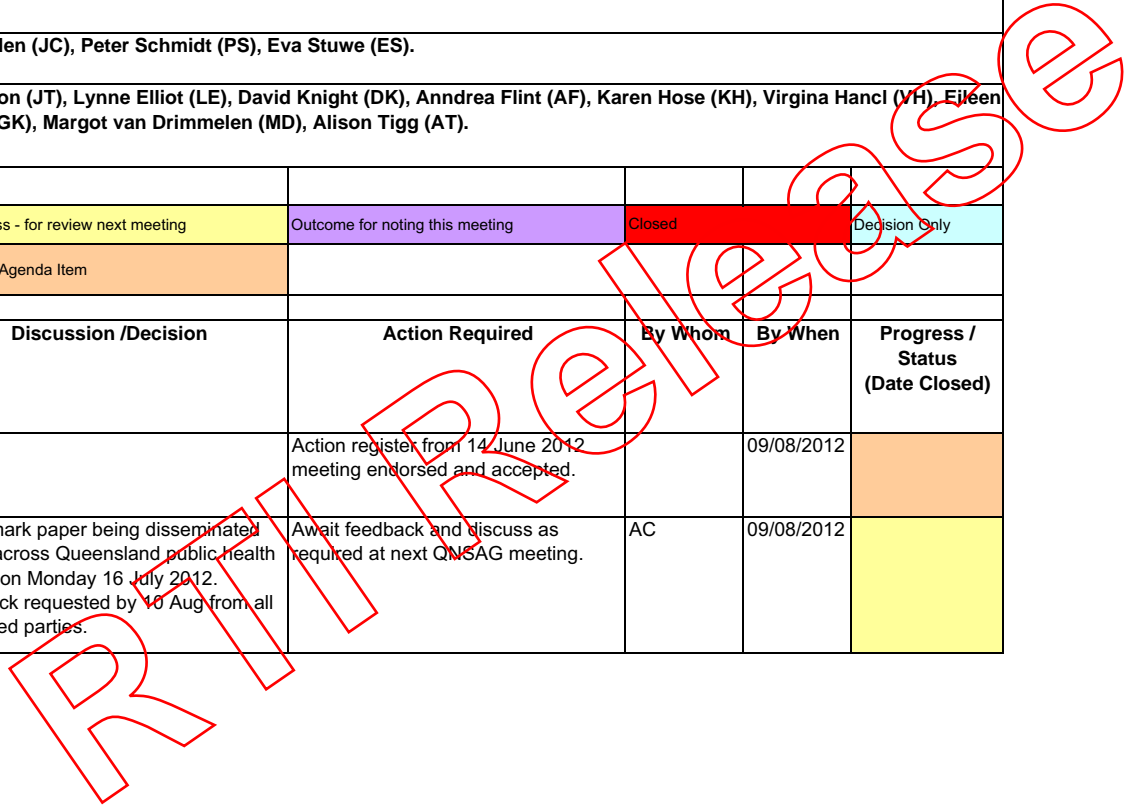 len (JC), Peter Schmidt (PS), Eva Stuwe (ES).
on (JT), Lynne Elliot (LE), David Knight (DK), Anndrea Flint (AF), Karen Hose (KH), Virgina Hancl (VH), Eileen
GK), Margot van Drimmelen (MD), Alison Tigg (AT).
ss - for review next meeting
Outcome for noting this meeting
Closed
Decision Only
Agenda Item
Discussion /Decision
Action Required
By Whom
By When
Progress /
Status
(Date Closed)
Action register from 14 June 2012
meeting endorsed and accepted.
09/08/2012
mark paper being disseminated
across Queensland public health
on Monday 16 July 2012.
ck requested by 10 Aug from all
ed parties.
Await feedback and discuss as
required at next QNSAG meeting.
AC
09/08/2012
RTI Release